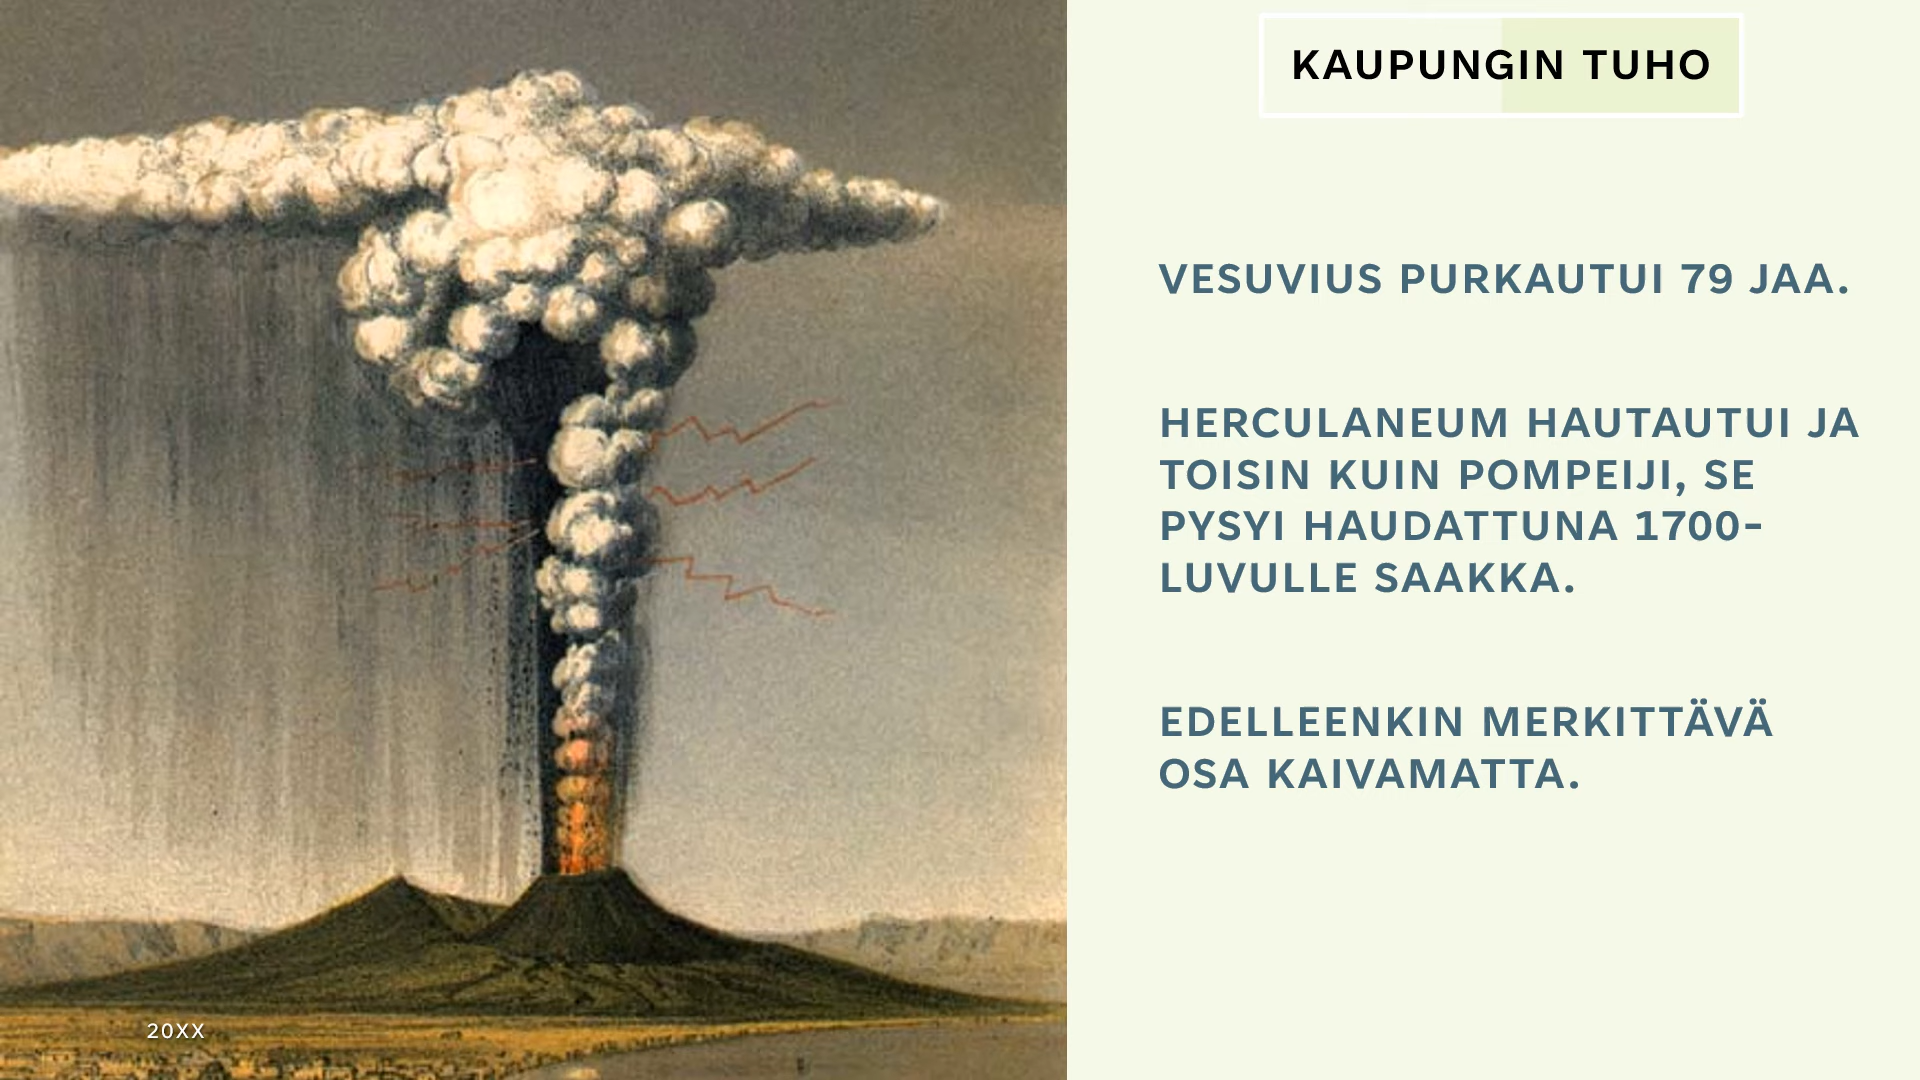 KAUPUNGIN TUHO
VESUVIUS PURKAUTUI 79 JAA.
HERCULANEUM HAUTAUTUI JA
TOISIN KUIN POMPEIJI, SE
PYSYI HAUDATTUNA 1700-
LUVULLE SAAKKA.
EDELLEENKIN MERKITTÄVÄ
OSA KAIVAMATTA.
20XX